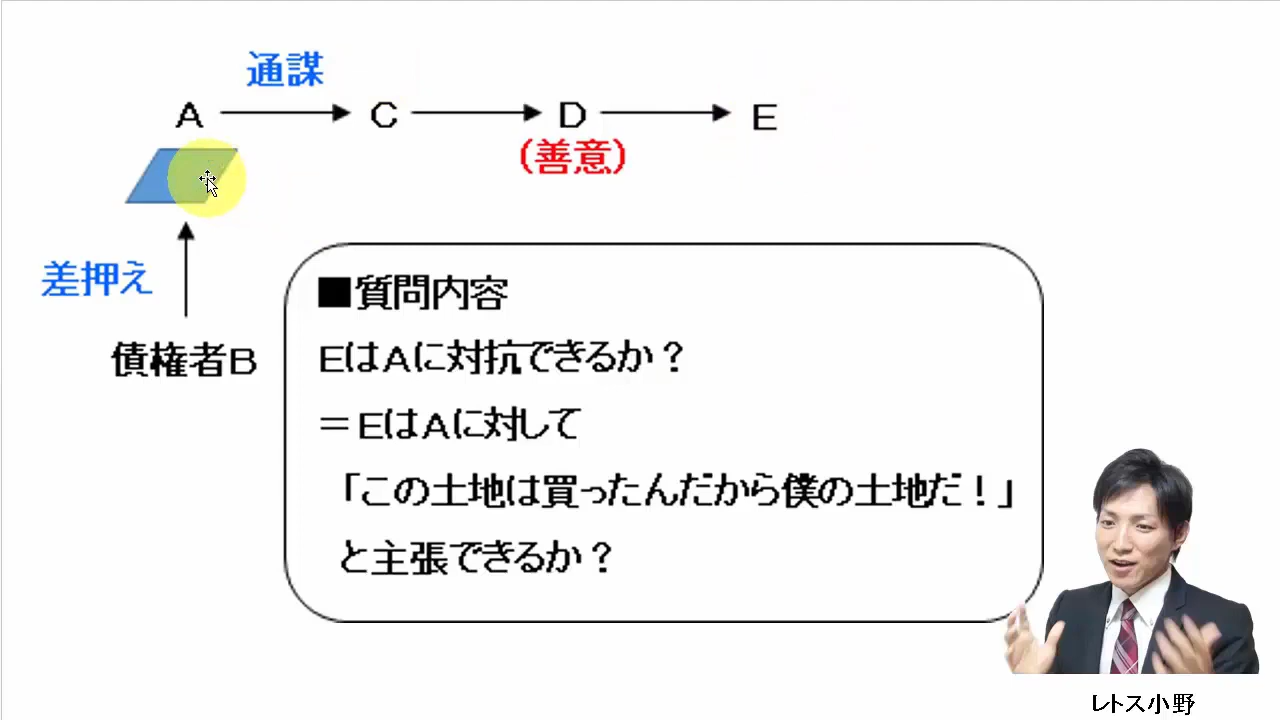 通謀
A C D E
(善意)
差押え
債権者B
■質問内容
EはAに対抗できるか？
＝EはAに対して
「この土地は買ったんだから僕の土地だ！」
と主張できるか？
レトス小野